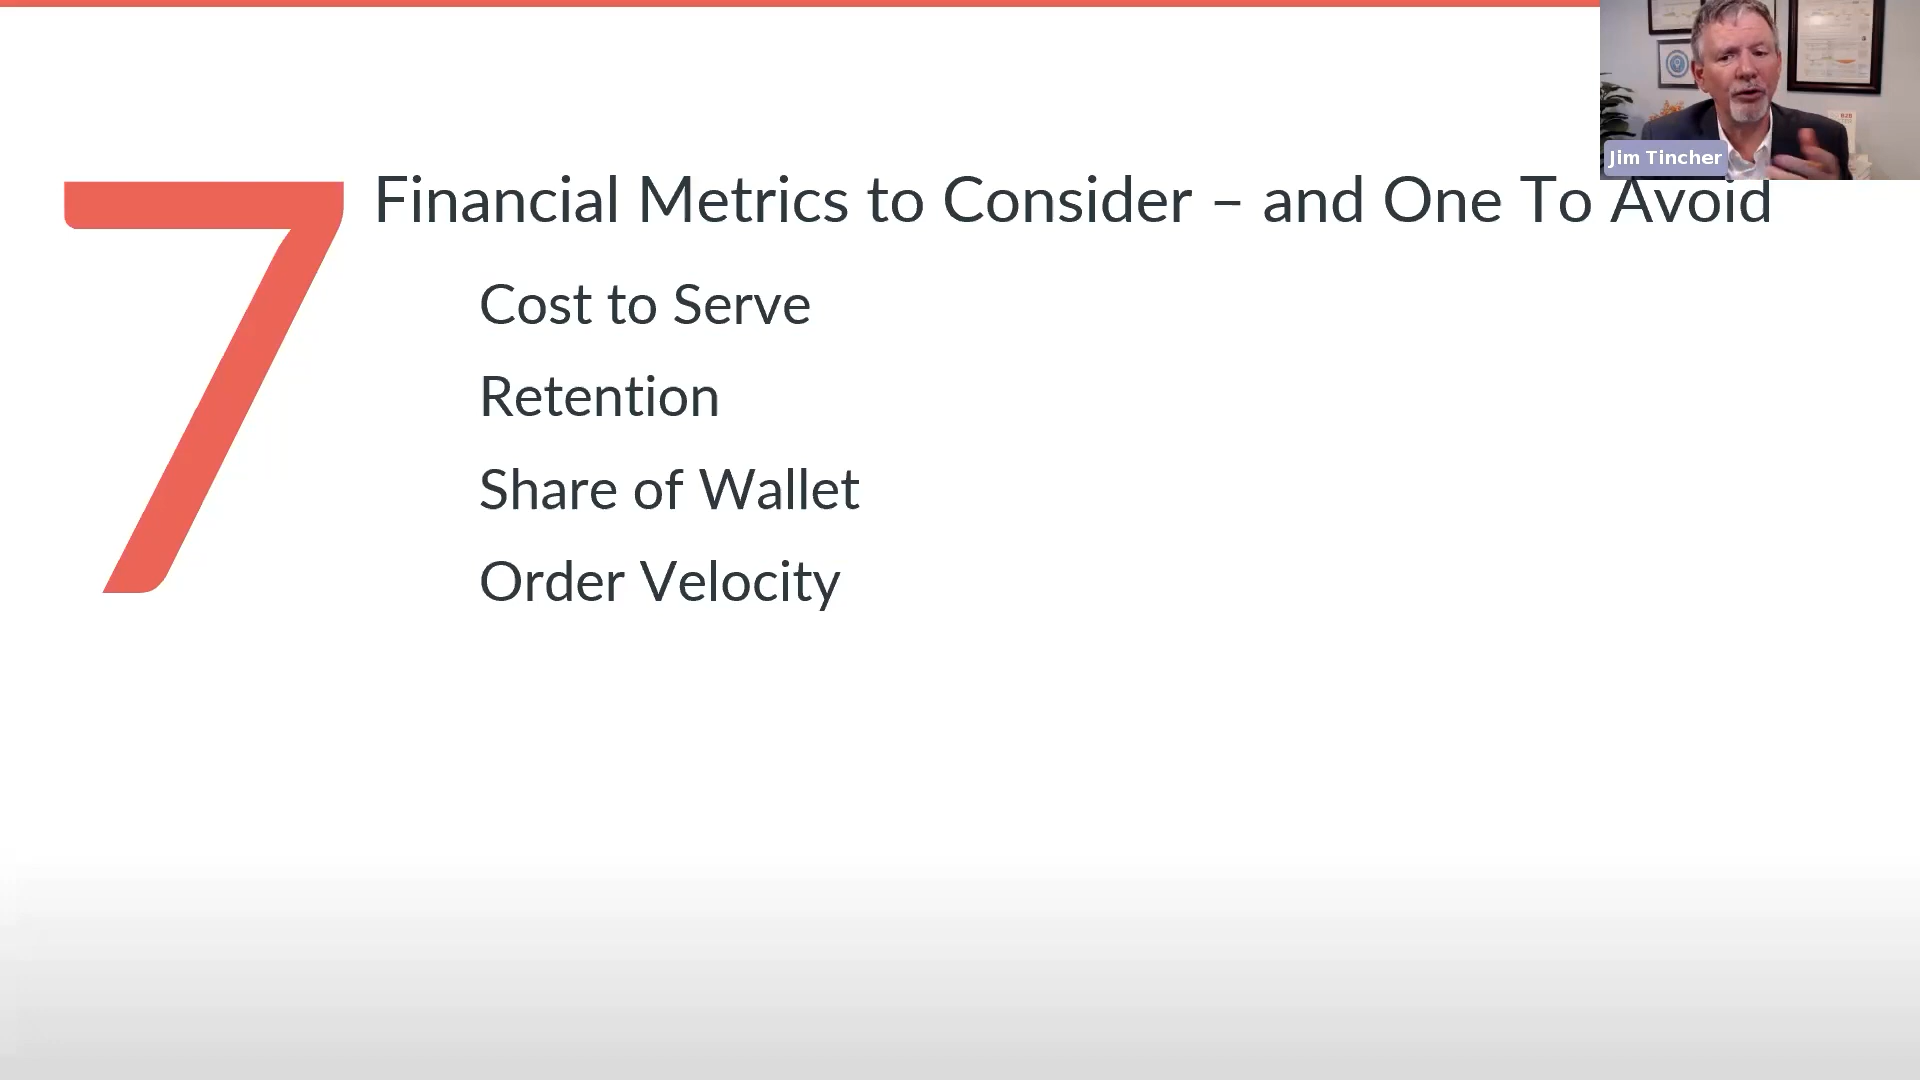 Jim Tincher
7 Financial Metrics to Consider – and One To Avoid
Cost to Serve
Retention
Share of Wallet
Order Velocity